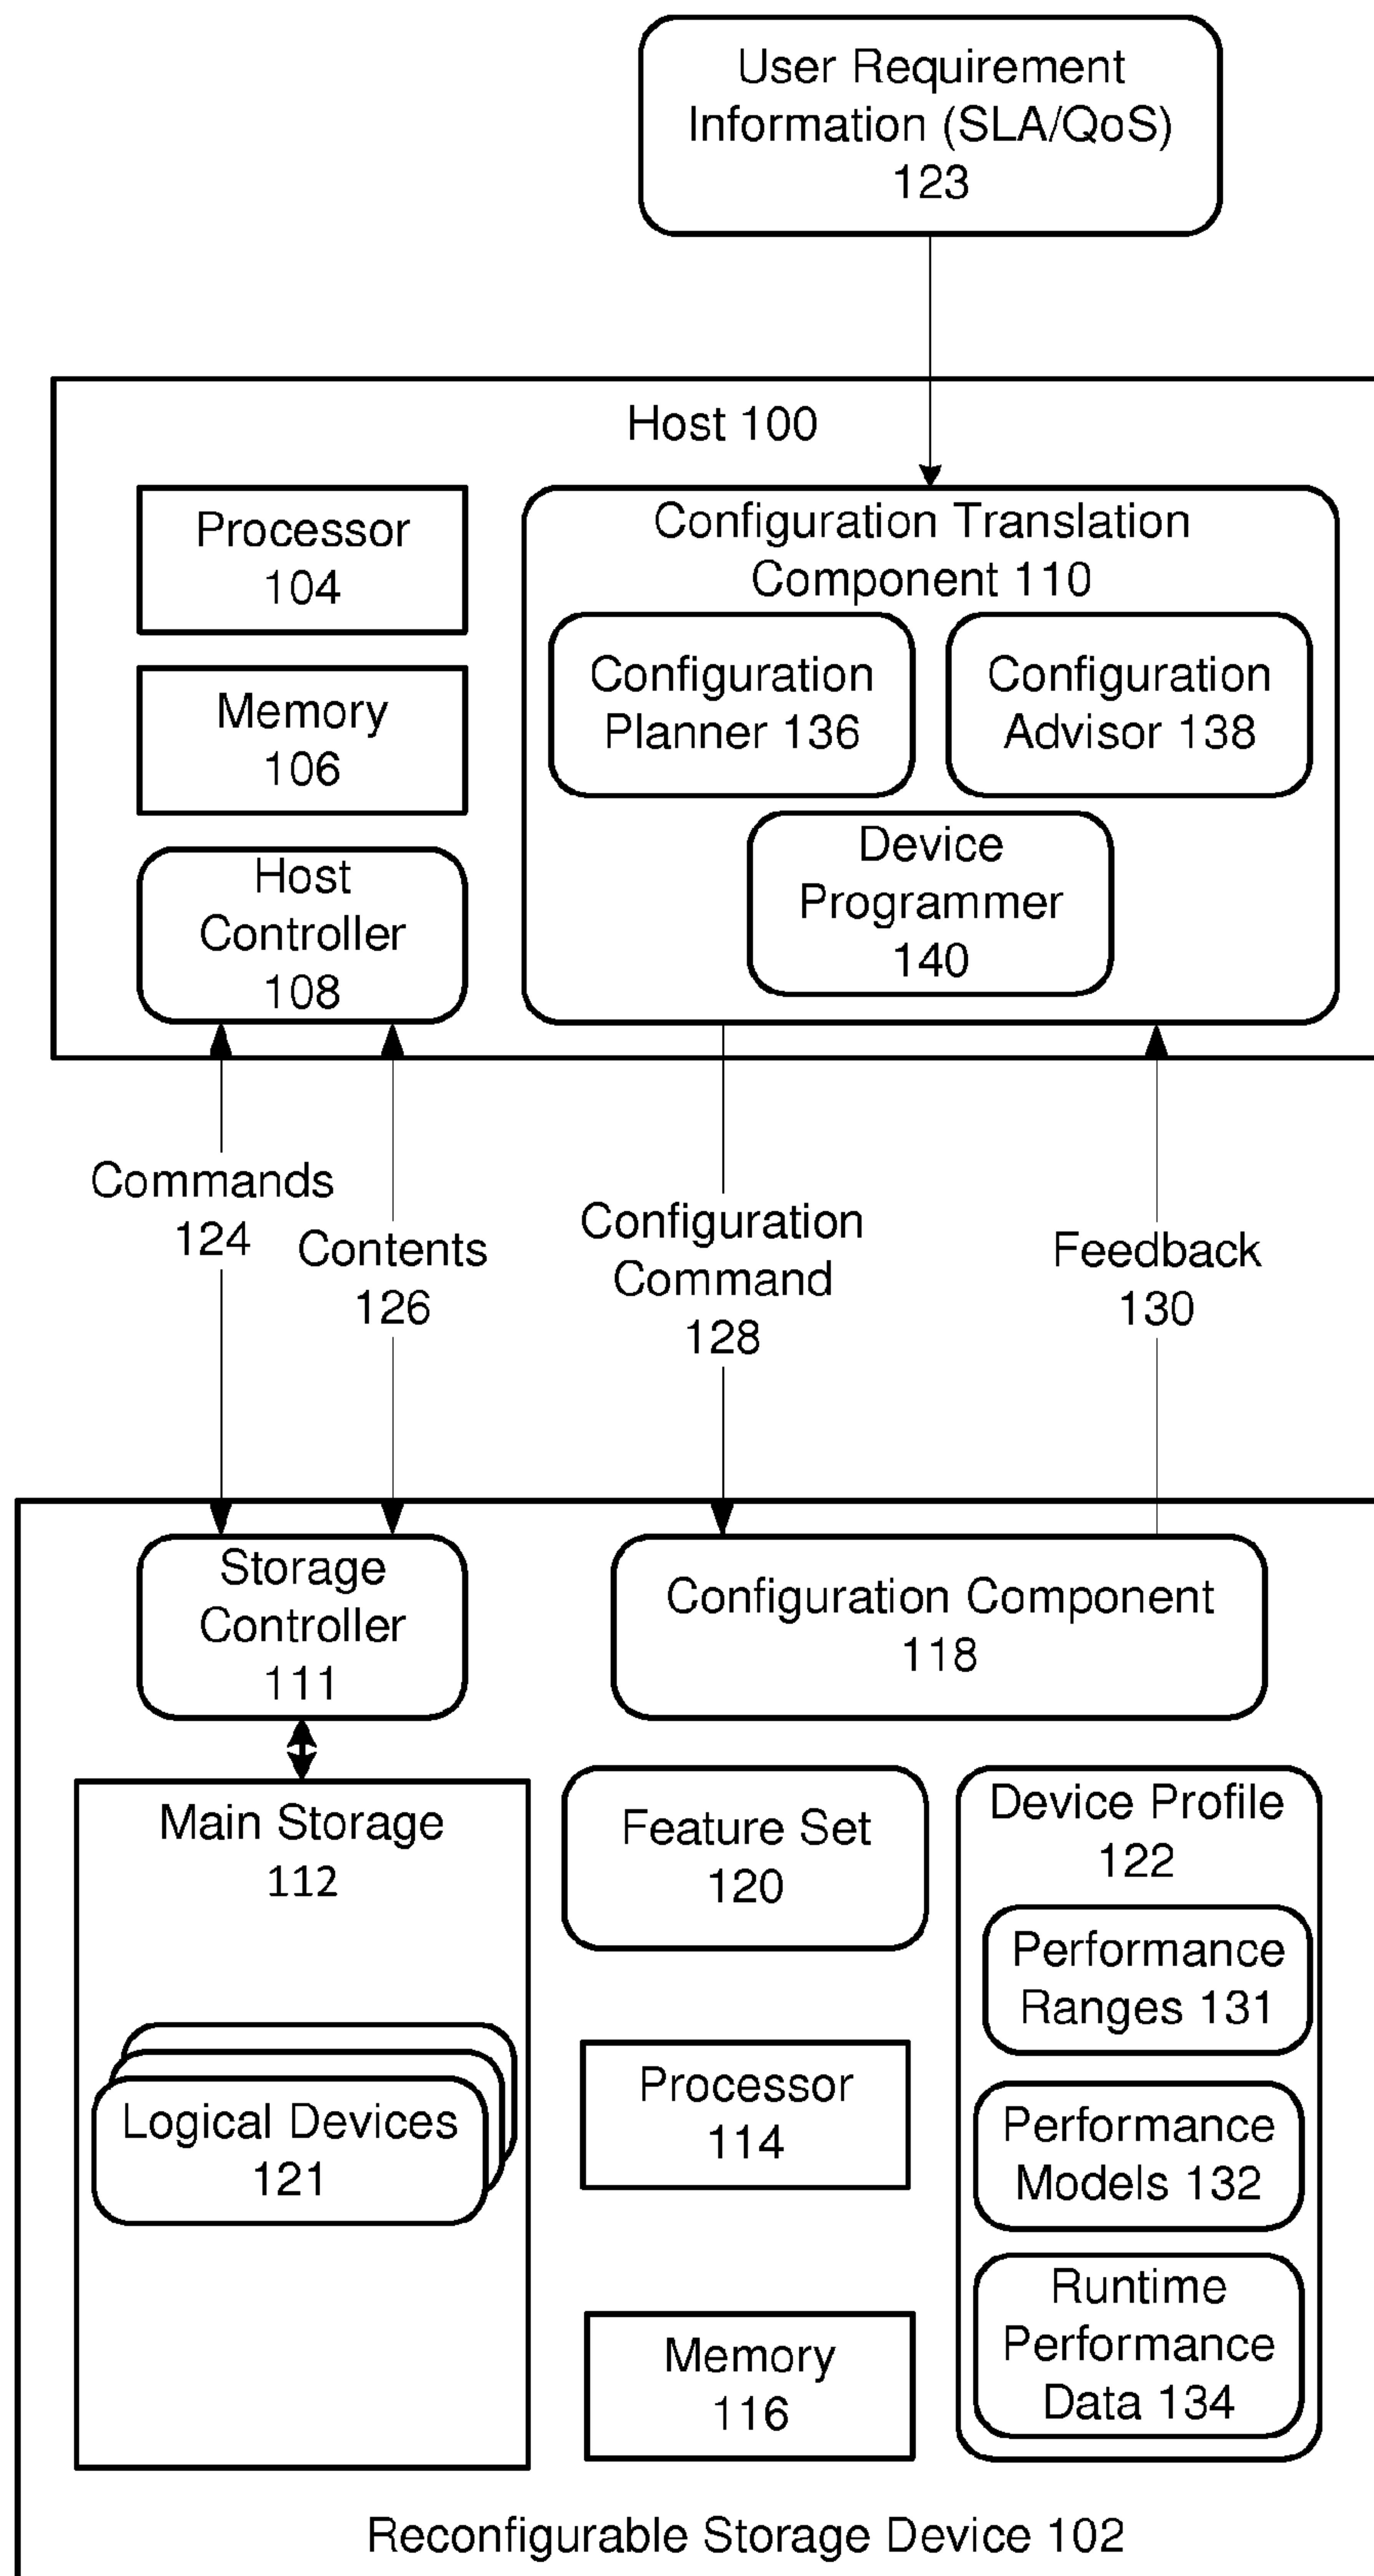 User Requirement
Information (SLA/QoS)
123
Host 100
Processor
104
Memory
106
Host
Controller
108
Configuration Translation
Component 110
Configuration
Planner 136
Configuration
Advisor 138
Device
Programmer
140
Commands
124
Contents
126
Configuration
Command
128
Feedback
130
Storage
Controller
111
Configuration Component
118
Main Storage
112
Logical Devices
121
Feature Set
120
Processor
114
Memory
116
Device Profile
122
Performance
Ranges 131
Performance
Models 132
Runtime
Performance
Data 134
Reconfigurable Storage Device 102